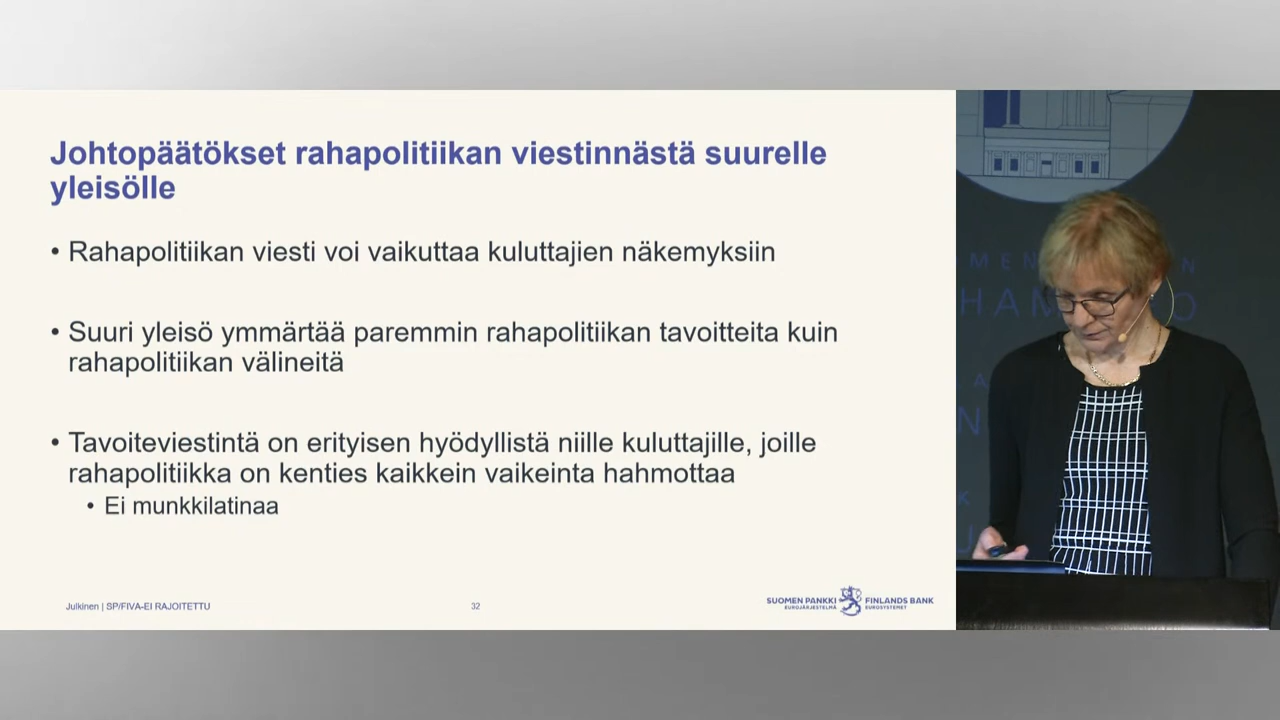 Johtopäätökset rahapolitiikan viestinnästä suurelle
yleisölle
• Rahapolitiikan viesti voi vaikuttaa kuluttajien näkemyksiin
• Suuri yleisö ymmärtää paremmin rahapolitiikan tavoitteita kuin
rahapolitiikan välineitä
• Tavoiteviestintä on erityisen hyödyllistä niille kuluttajille, joille
rahapolitiikka on kenties kaikkein vaikeinta hahmottaa
• Ei munkkilatinaa
Julkinen | SP/FIVA-EI RAJOITETTU
32
SUOMEN PANKKI FINLANDS BANK
EUROJÄRJESTELMÄ EUROSYSTEMET